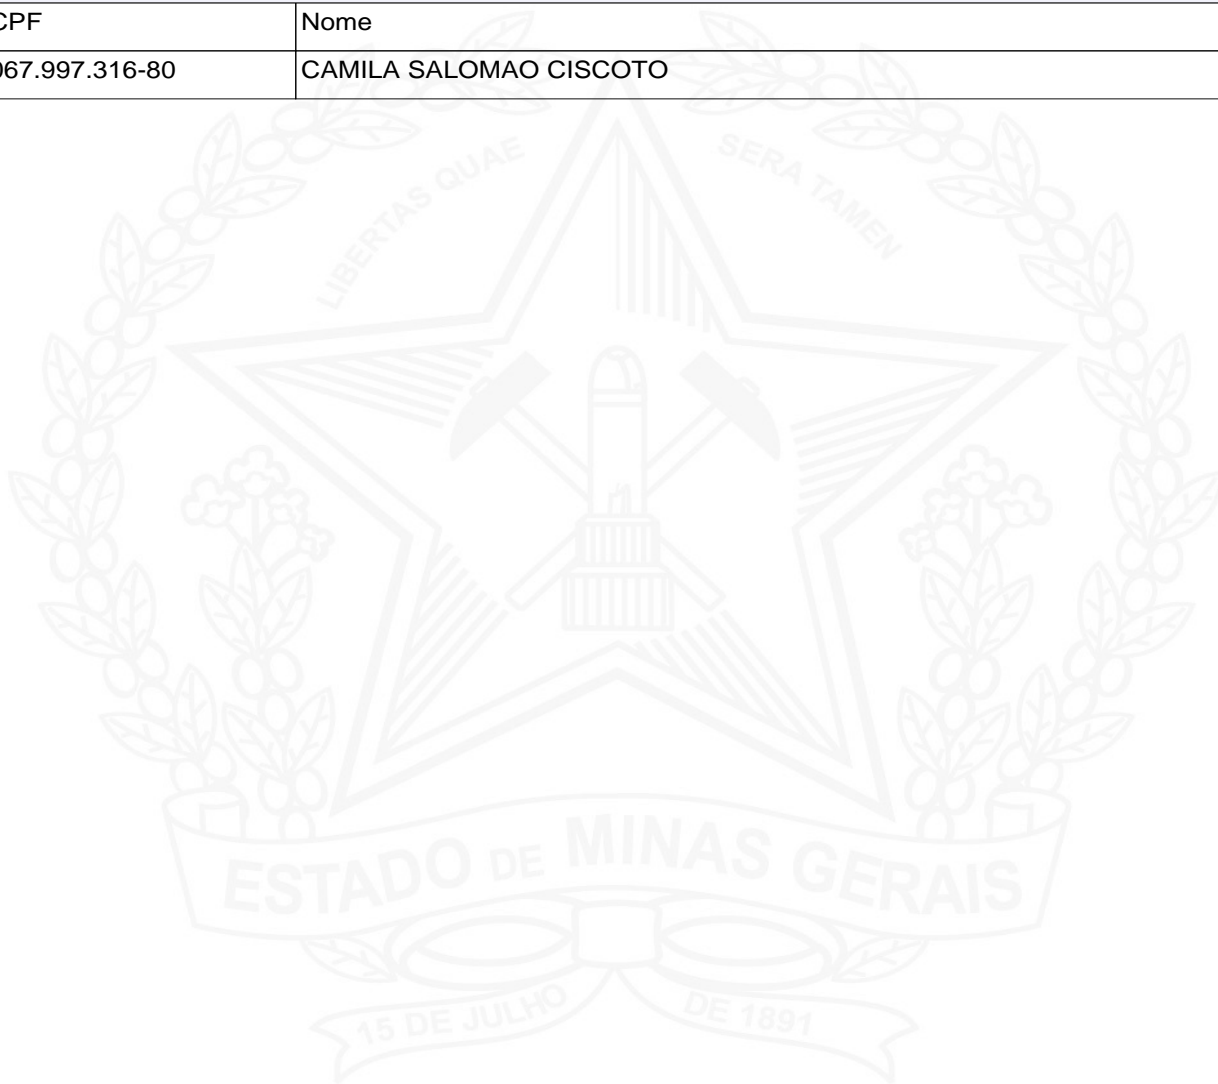 CPF Nome
067.997.316-80 CAMILA SALOMAO CISCOTO
LIBERTAS QUAE SERA TAMEN
ESTADO DE MINAS GERAIS
15 DE JULHO DE 1891